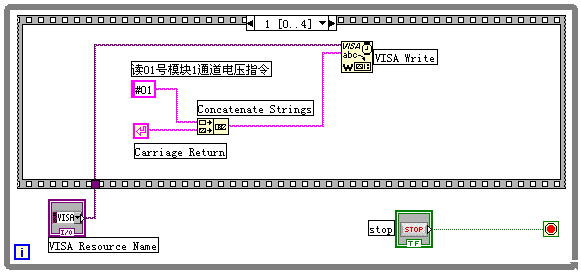 1 [0..4]
VISA
abc
W
VISA Write
读01号模块1通道电压指令
#01
Concatenate Strings
Carriage Return
VISA
I/O
VISA Resource Name
stop
STOP
TF
i